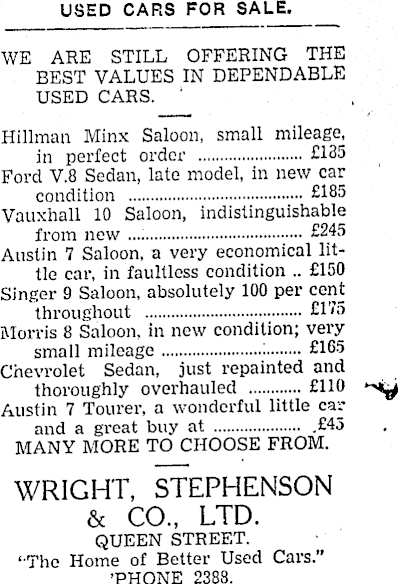 USED CARS FOR SALE.
WE ARE STILL OFFERING THE
BEST VALUES IN DEPENDABLE
USED CARS.
Hillman Minx Saloon, small mileage,
in perfect order ........................ £135
Ford V.8 Sedan, late model, in new car
condition ........................................ £185
Vauxhall 10 Saloon, indistinguishable
from new ........................................ £245
Austin 7 Saloon, a very economical lit-
tle car, in faultless condition .. £150
Singer 9 Saloon, absolutely 100 per cent
throughout .................................... £175
Morris 8 Saloon, in new condition; very
small mileage ................................ £165
Chevrolet Sedan, just repainted and
thoroughly overhauled ............ £110
Austin 7 Tourer, a wonderful little car
and a great buy at .................... £45
MANY MORE TO CHOOSE FROM.
WRIGHT, STEPHENSON
& CO., LTD.
QUEEN STREET.
"The Home of Better Used Cars."
'PHONE 2388.